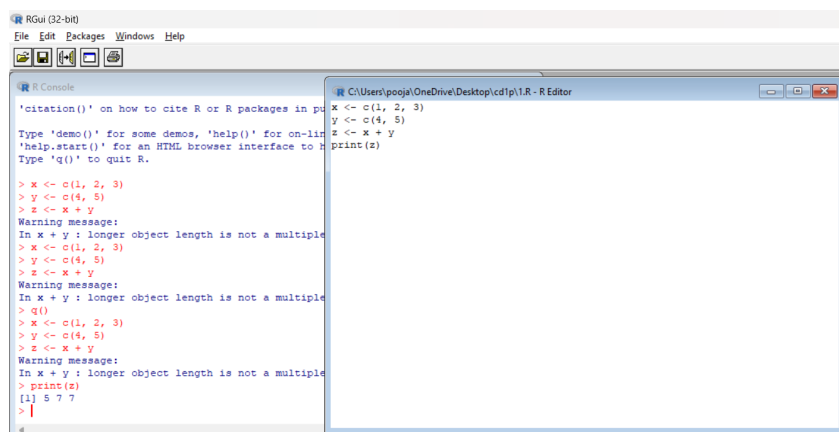 RGui (32-bit)
File Edit Packages Windows Help
R Console
'citation()' on how to cite R or R packages in pu
Type 'demo()' for some demos, 'help()' for on-lin
'help.start()' for an HTML browser interface to h
Type 'q()' to quit R.
> x <- c(1, 2, 3)
> y <- c(4, 5)
> z <- x + y
Warning message:
In x + y : longer object length is not a multiple
> x <- c(1, 2, 3)
> y <- c(4, 5)
> z <- x + y
Warning message:
In x + y : longer object length is not a multiple
> q()
> x <- c(1, 2, 3)
> y <- c(4, 5)
> z <- x + y
Warning message:
In x + y : longer object length is not a multiple
> print(z)
[1] 5 7 7
>
C:\Users\pooja\OneDrive\Desktop\cd1p\1.R - R Editor
x <- c(1, 2, 3)
y <- c(4, 5)
z <- x + y
print(z)